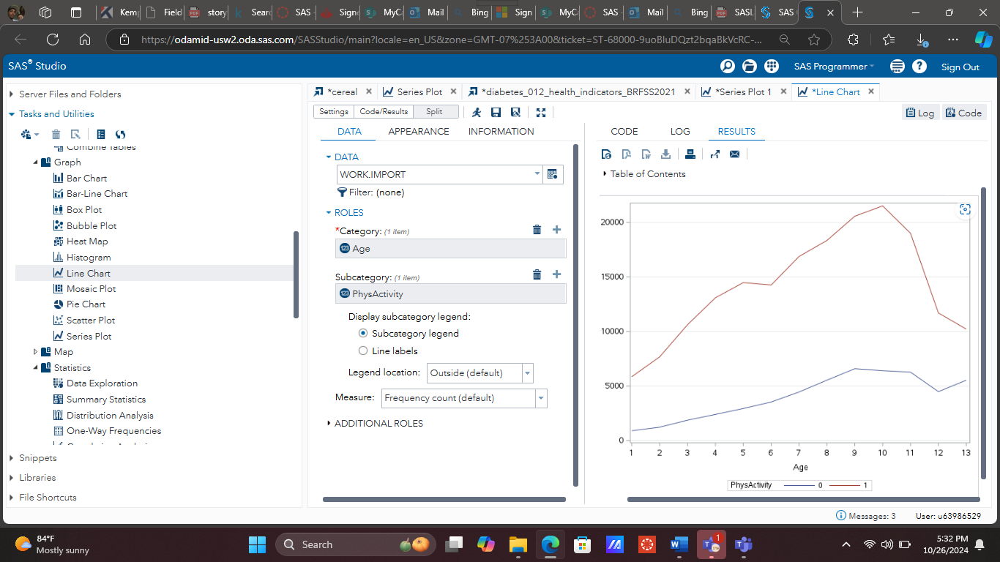 Kemp
Field
story
Searc
SAS -
Signe
MyCa
Mail
Bing
Sign
MyCa
SAS -
Mail
Bing
SASL
SAS
https://odamid-usw2.oda.sas.com/SASStudio/main?locale=en_US&zone=GMT-07%253A00&ticket=ST-68000-9uoBluDQzt2bqaBkVcRC-...
SAS® Studio
SAS Programmer
Sign Out
Server Files and Folders
Tasks and Utilities
Combine Tables
Graph
Bar Chart
Bar-Line Chart
Box Plot
Bubble Plot
Heat Map
Histogram
Line Chart
Mosaic Plot
Pie Chart
Scatter Plot
Series Plot
Map
Statistics
Data Exploration
Summary Statistics
Distribution Analysis
One-Way Frequencies
Snippets
Libraries
File Shortcuts
*cereal
Series Plot
*diabetes_012_health_indicators_BRFSS2021
*Series Plot 1
*Line Chart
Settings
Code/Results
Split
Log
Code
DATA
APPEARANCE
INFORMATION
DATA
WORK.IMPORT
Filter: (none)
ROLES
*Category: (1 item)
123 Age
Subcategory: (1 item)
123 PhysActivity
Display subcategory legend:
Subcategory legend
Line labels
Legend location: Outside (default)
Measure: Frequency count (default)
ADDITIONAL ROLES
CODE
LOG
RESULTS
Table of Contents
20000
15000
10000
5000
0
1 2 3 4 5 6 7 8 9 10 11 12 13
Age
PhysActivity 0 1
Messages: 3
User: u63986529
84°F
Mostly sunny
Search
1
5:32 PM
10/26/2024